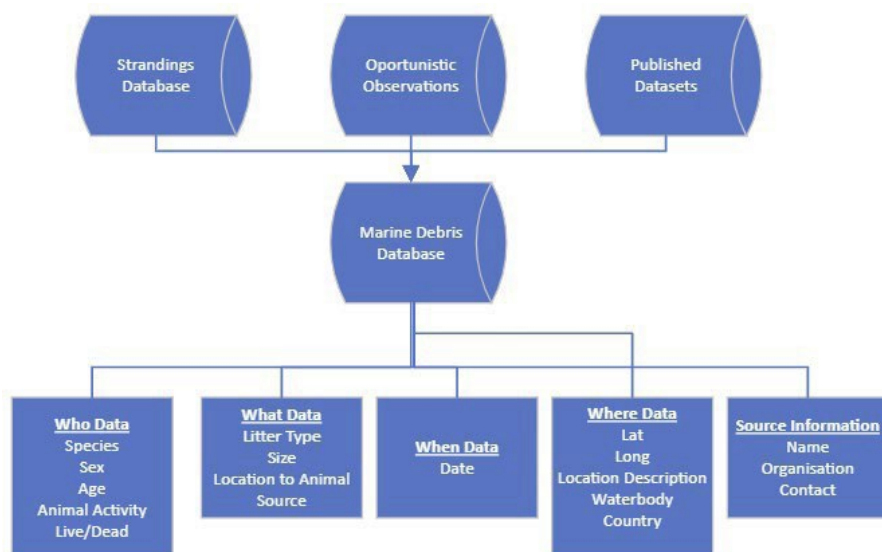 Strandings
Database
Oportunistic
Observations
Published
Datasets
Marine Debris
Database
Who Data
Species
Sex
Age
Animal Activity
Live/Dead
What Data
Litter Type
Size
Location to Animal
Source
When Data
Date
Where Data
Lat
Long
Location Description
Waterbody
Country
Source Information
Name
Organisation
Contact